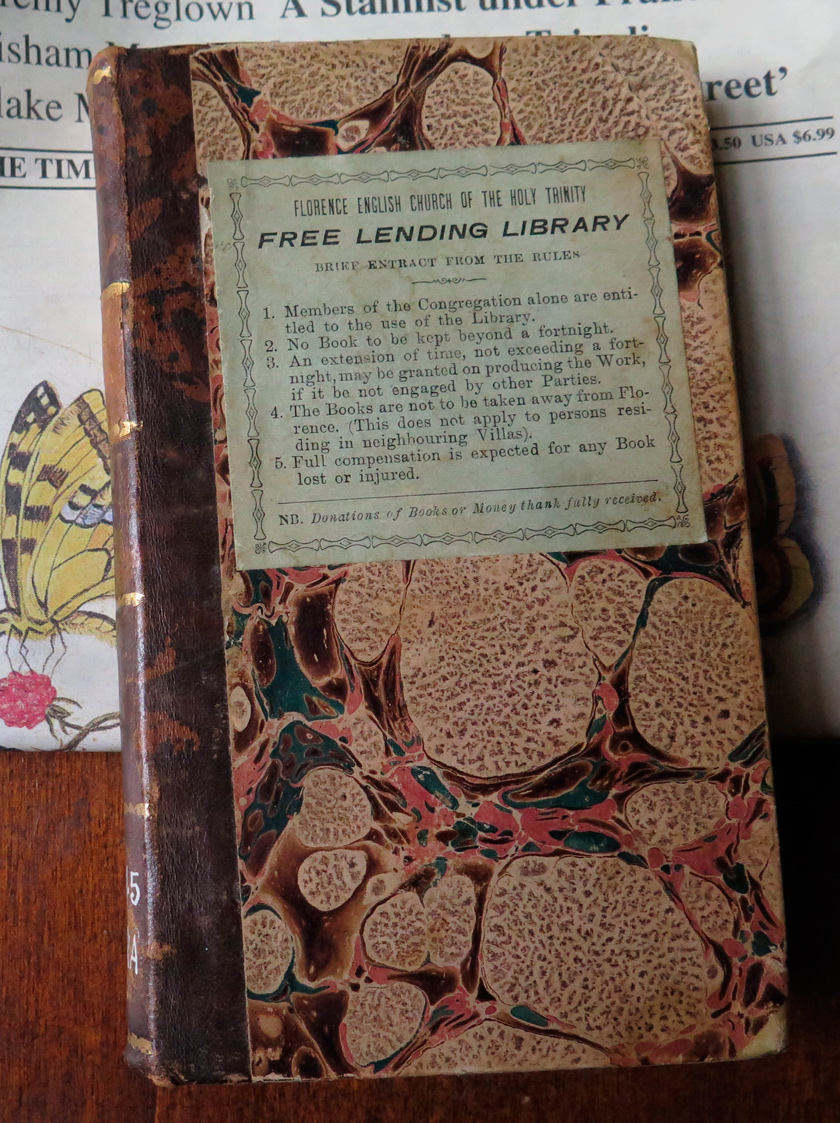 Treglown A Stalinist under
isham
lake
reet'
3.50 USA $6.99
HE TIM
FLORENCE ENGLISH CHURCH OF THE HOLY TRINITY
FREE LENDING LIBRARY
BRIEF EXTRACT FROM THE RULES
1. Members of the Congregation alone are enti-
tled to the use of the Library.
2. No Book to be kept beyond a fortnight.
3. An extension of time, not exceeding a fort-
night, may be granted on producing the Work,
if it be not engaged by other Parties.
4. The Books are not to be taken away from Flo-
rence. (This does not apply to persons resi-
ding in neighbouring Villas).
5. Full compensation is expected for any Book
lost or injured.
NB. Donations of Books or Money thank fully received.
5
A